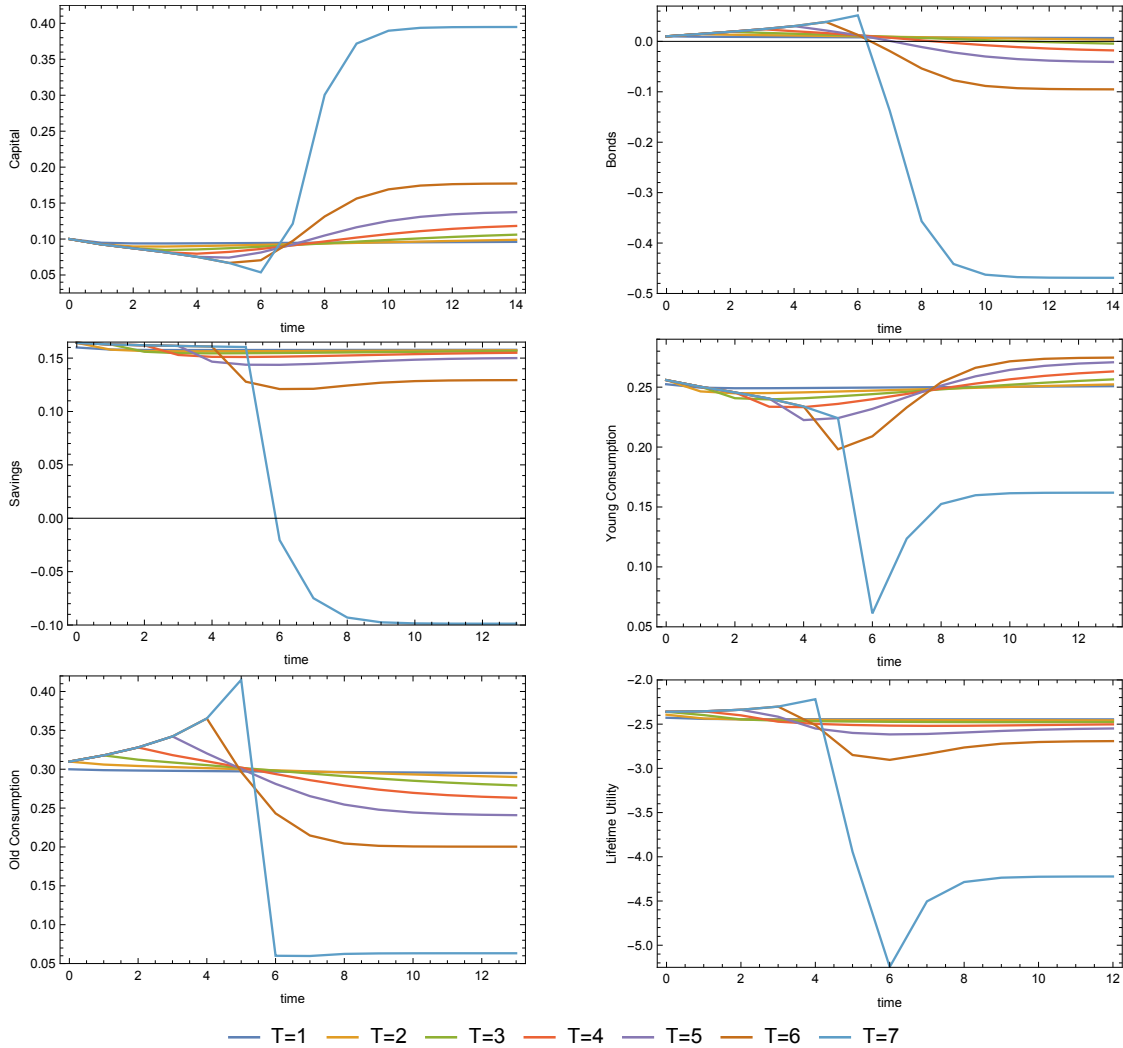 0.40
0.35
0.30
0.25
0.20
0.15
0.10
0.05
Capital
0 2 4 6 8 10 12 14
time
0.0
−0.1
−0.2
−0.3
−0.4
−0.5
Bonds
0 2 4 6 8 10 12 14
time
0.15
0.10
0.05
0.00
−0.05
−0.10
Savings
0 2 4 6 8 10 12
time
0.25
0.20
0.15
0.10
0.05
Young Consumption
0 2 4 6 8 10 12
time
0.40
0.35
0.30
0.25
0.20
0.15
0.10
0.05
Old Consumption
0 2 4 6 8 10 12
time
−2.0
−2.5
−3.0
−3.5
−4.0
−4.5
−5.0
Lifetime Utility
0 2 4 6 8 10 12
time
T=1 T=2 T=3 T=4 T=5 T=6 T=7